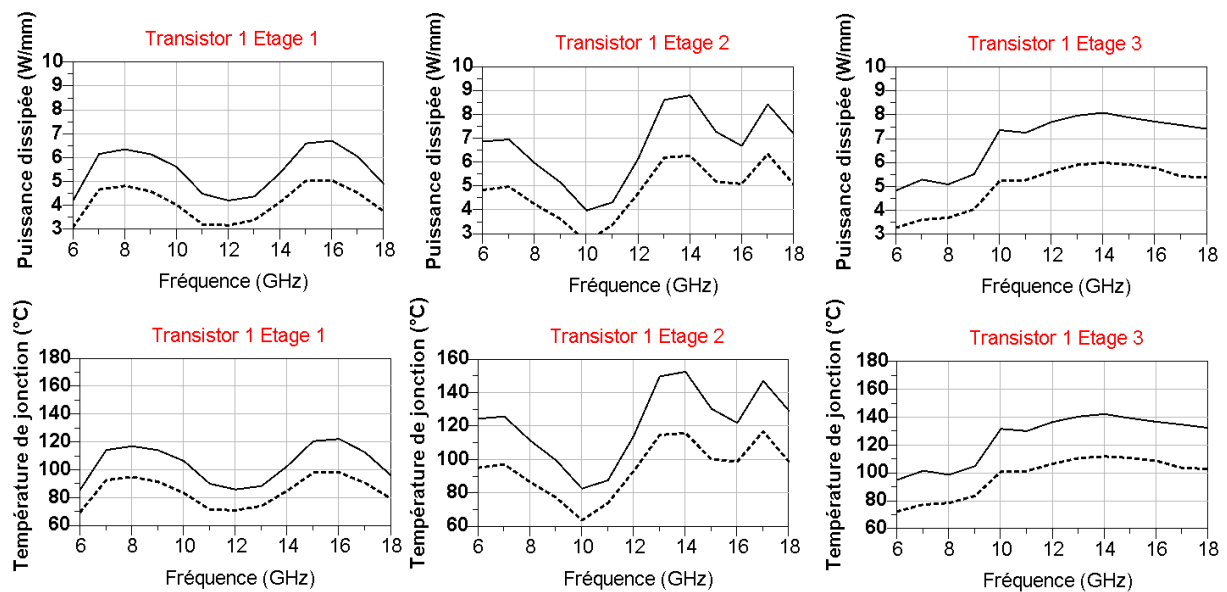 Transistor 1 Etage 1
Puissance dissipée (W/mm)
10
9
8
7
6
5
4
3
6 8 10 12 14 16 18
Fréquence (GHz)
Transistor 1 Etage 2
Puissance dissipée (W/mm)
10
9
8
7
6
5
4
3
6 8 10 12 14 16 18
Fréquence (GHz)
Transistor 1 Etage 3
Puissance dissipée (W/mm)
10
9
8
7
6
5
4
3
6 8 10 12 14 16 18
Fréquence (GHz)
Transistor 1 Etage 1
Température de jonction (°C)
180
160
140
120
100
80
60
6 8 10 12 14 16 18
Fréquence (GHz)
Transistor 1 Etage 2
Température de jonction (°C)
160
140
120
100
80
60
6 8 10 12 14 16 18
Fréquence (GHz)
Transistor 1 Etage 3
Température de jonction (°C)
180
160
140
120
100
80
60
6 8 10 12 14 16 18
Fréquence (GHz)